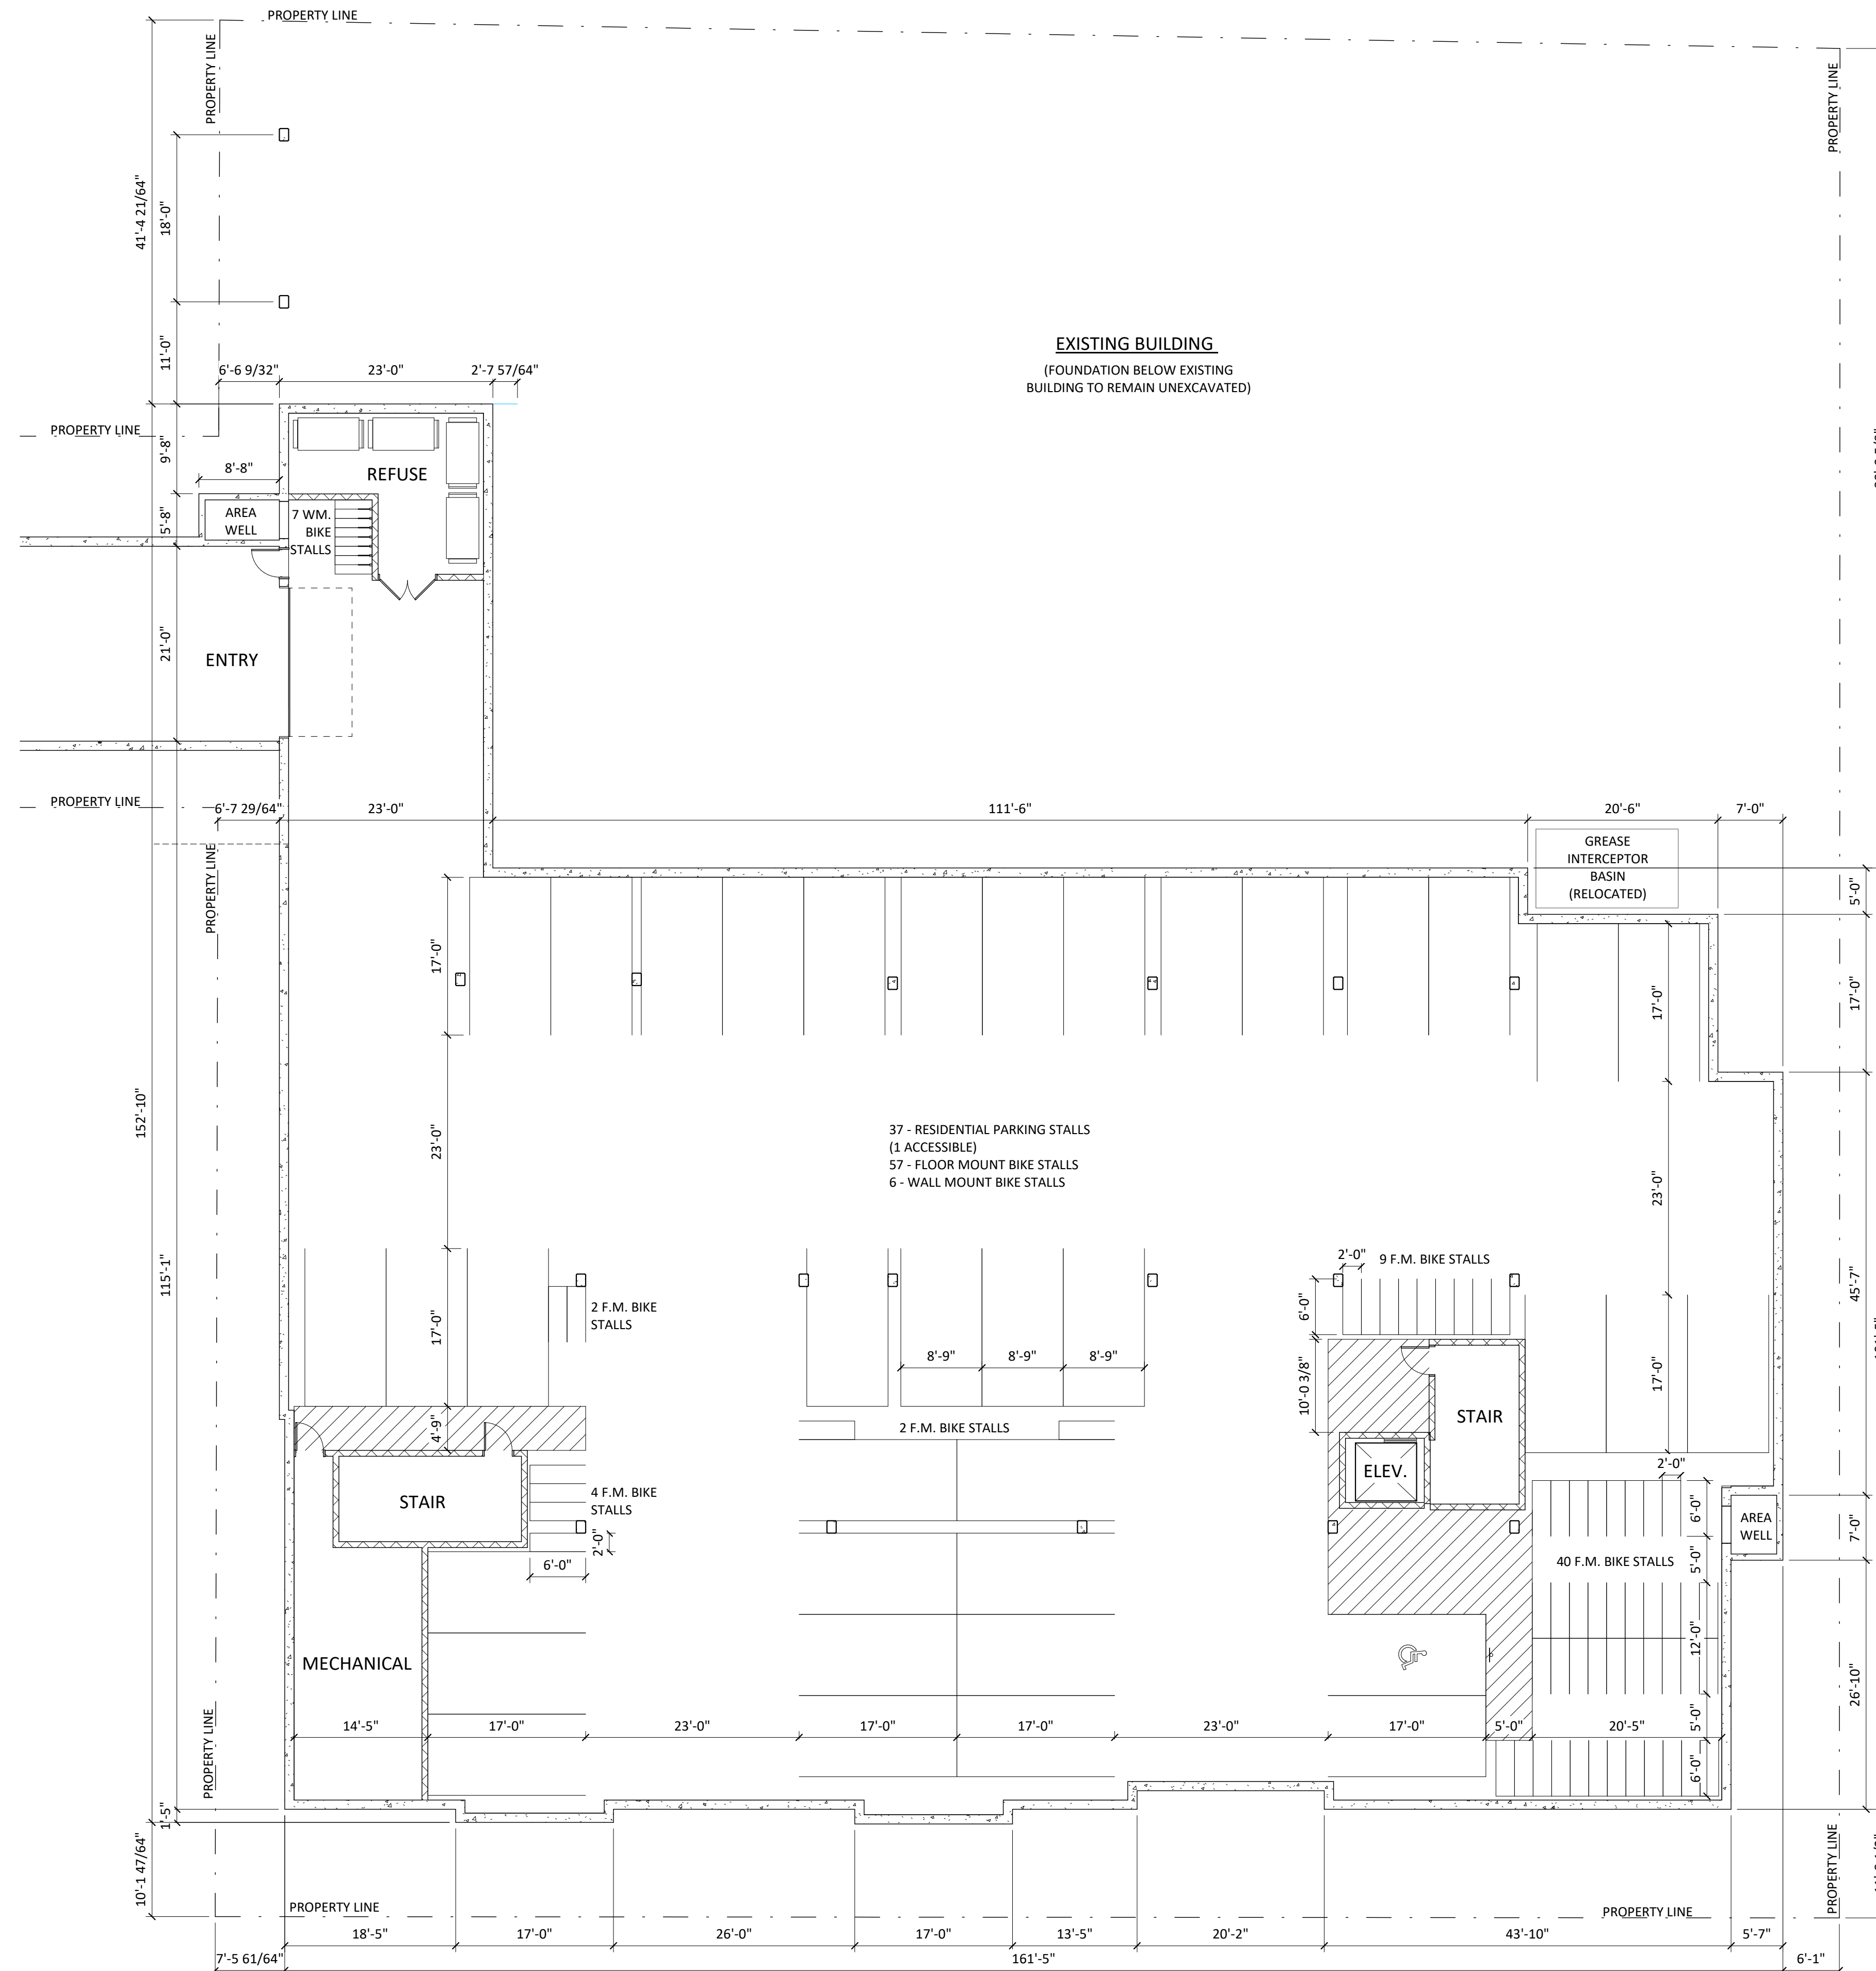 PROPERTY LINE
PROPERTY LINE
PROPERTY LINE
41'-4 21/64"
18'-0"
11'-0"
EXISTING BUILDING
(FOUNDATION BELOW EXISTING
BUILDING TO REMAIN UNEXCAVATED)
6'-6 9/32"
23'-0"
2'-7 57/64"
PROPERTY LINE
9'-8"
8'-8"
REFUSE
AREA
WELL
7 WM.
BIKE
STALLS
5'-8"
21'-0"
ENTRY
PROPERTY LINE
6'-7 29/64"
23'-0"
111'-6"
20'-6"
7'-0"
GREASE
INTERCEPTOR
BASIN
(RELOCATED)
PROPERTY LINE
5'-0"
17'-0"
17'-0"
17'-0"
152'-10"
23'-0"
37 - RESIDENTIAL PARKING STALLS
(1 ACCESSIBLE)
57 - FLOOR MOUNT BIKE STALLS
6 - WALL MOUNT BIKE STALLS
23'-0"
115'-1"
45'-7"
2'-0"
9 F.M. BIKE STALLS
2 F.M. BIKE
STALLS
17'-0"
6'-0"
8'-9"
8'-9"
8'-9"
10'-0 3/8"
17'-0"
STAIR
4'-9"
2 F.M. BIKE STALLS
ELEV.
2'-0"
STAIR
4 F.M. BIKE
STALLS
6'-0"
AREA
WELL
7'-0"
2'-0"
6'-0"
5'-0"
40 F.M. BIKE STALLS
12'-0"
MECHANICAL
26'-10"
PROPERTY LINE
14'-5"
17'-0"
23'-0"
17'-0"
17'-0"
23'-0"
17'-0"
5'-0"
20'-5"
5'-0"
6'-0"
1'-5"
10'-1 47/64"
PROPERTY LINE
PROPERTY LINE
PROPERTY LINE
18'-5"
17'-0"
26'-0"
17'-0"
13'-5"
20'-2"
43'-10"
5'-7"
7'-5 61/64"
161'-5"
6'-1"